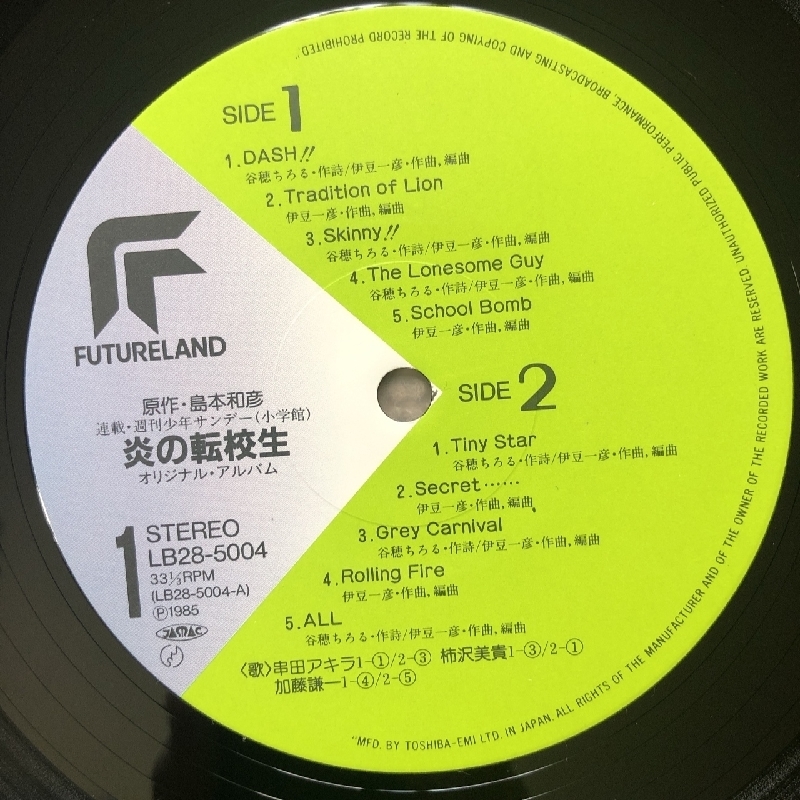 SIDE 1
1.DASH!!
谷穂ちろる・作詩/伊豆一彦・作曲,編曲
2.Tradition of Lion
伊豆一彦・作曲,編曲
3.Skinny!!
谷穂ちろる・作詩/伊豆一彦・作曲,編曲
4.The Lonesome Guy
谷穂ちろる・作詩/伊豆一彦・作曲,編曲
5.School Bomb
伊豆一彦・作曲,編曲
SIDE 2
1.Tiny Star
谷穂ちろる・作詩/伊豆一彦・作曲,編曲
2.Secret……
伊豆一彦・作曲,編曲
3.Grey Carnival
谷穂ちろる・作詩/伊豆一彦・作曲,編曲
4.Rolling Fire
伊豆一彦・作曲,編曲
5.ALL
谷穂ちろる・作詩/伊豆一彦・作曲,編曲
〈歌〉串田アキラ1-①/2-③ 柿沢美貴1-③/2-①
加藤謙一1-④/2-⑤
FUTURELAND
原作・島本和彦
連載・週刊少年サンデー(小学館)
炎の転校生
オリジナル・アルバム
1
STEREO
LB28-5004
33⅓RPM
(LB28-5004-A)
Ⓟ1985
JASRAC
"MFD. BY TOSHIBA-EMI LTD. IN JAPAN. ALL RIGHTS OF THE MANUFACTURER AND OF THE OWNER OF THE RECORDED WORK ARE RESERVED. UNAUTHORIZED PUBLIC PERFORMANCE, BROADCASTING AND COPYING OF THE RECORD PROHIBITED"